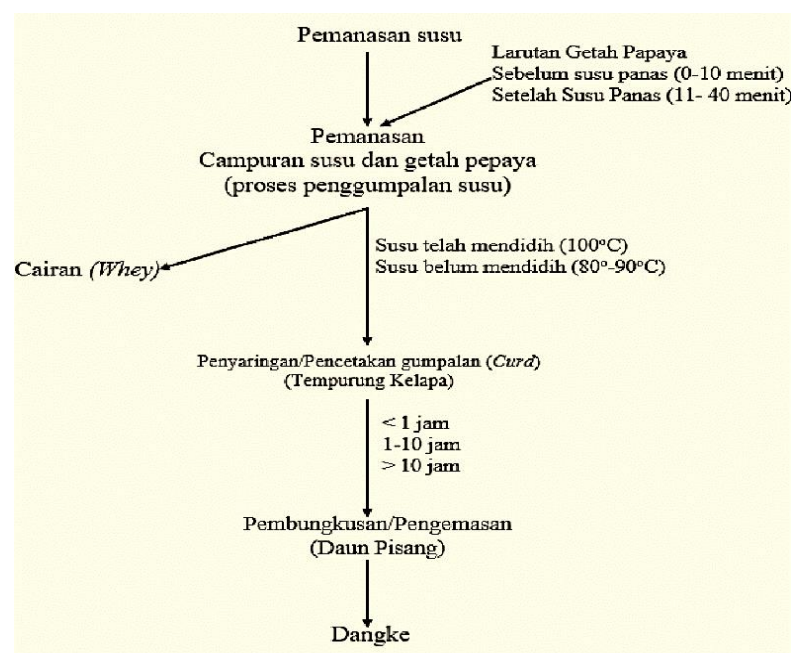 Pemanasan susu
Larutan Getah Papaya
Sebelum susu panas (0-10 menit)
Setelah Susu Panas (11- 40 menit)
Pemanasan
Campuran susu dan getah pepaya
(proses penggumpalan susu)
Susu telah mendidih (100°C)
Susu belum mendidih (80°-90°C)
Cairan (Whey)
Penyaringan/Pencetakan gumpalan (Curd)
(Tempurung Kelapa)
< 1 jam
1-10 jam
> 10 jam
Pembungkusan/Pengemasan
(Daun Pisang)
Dangke